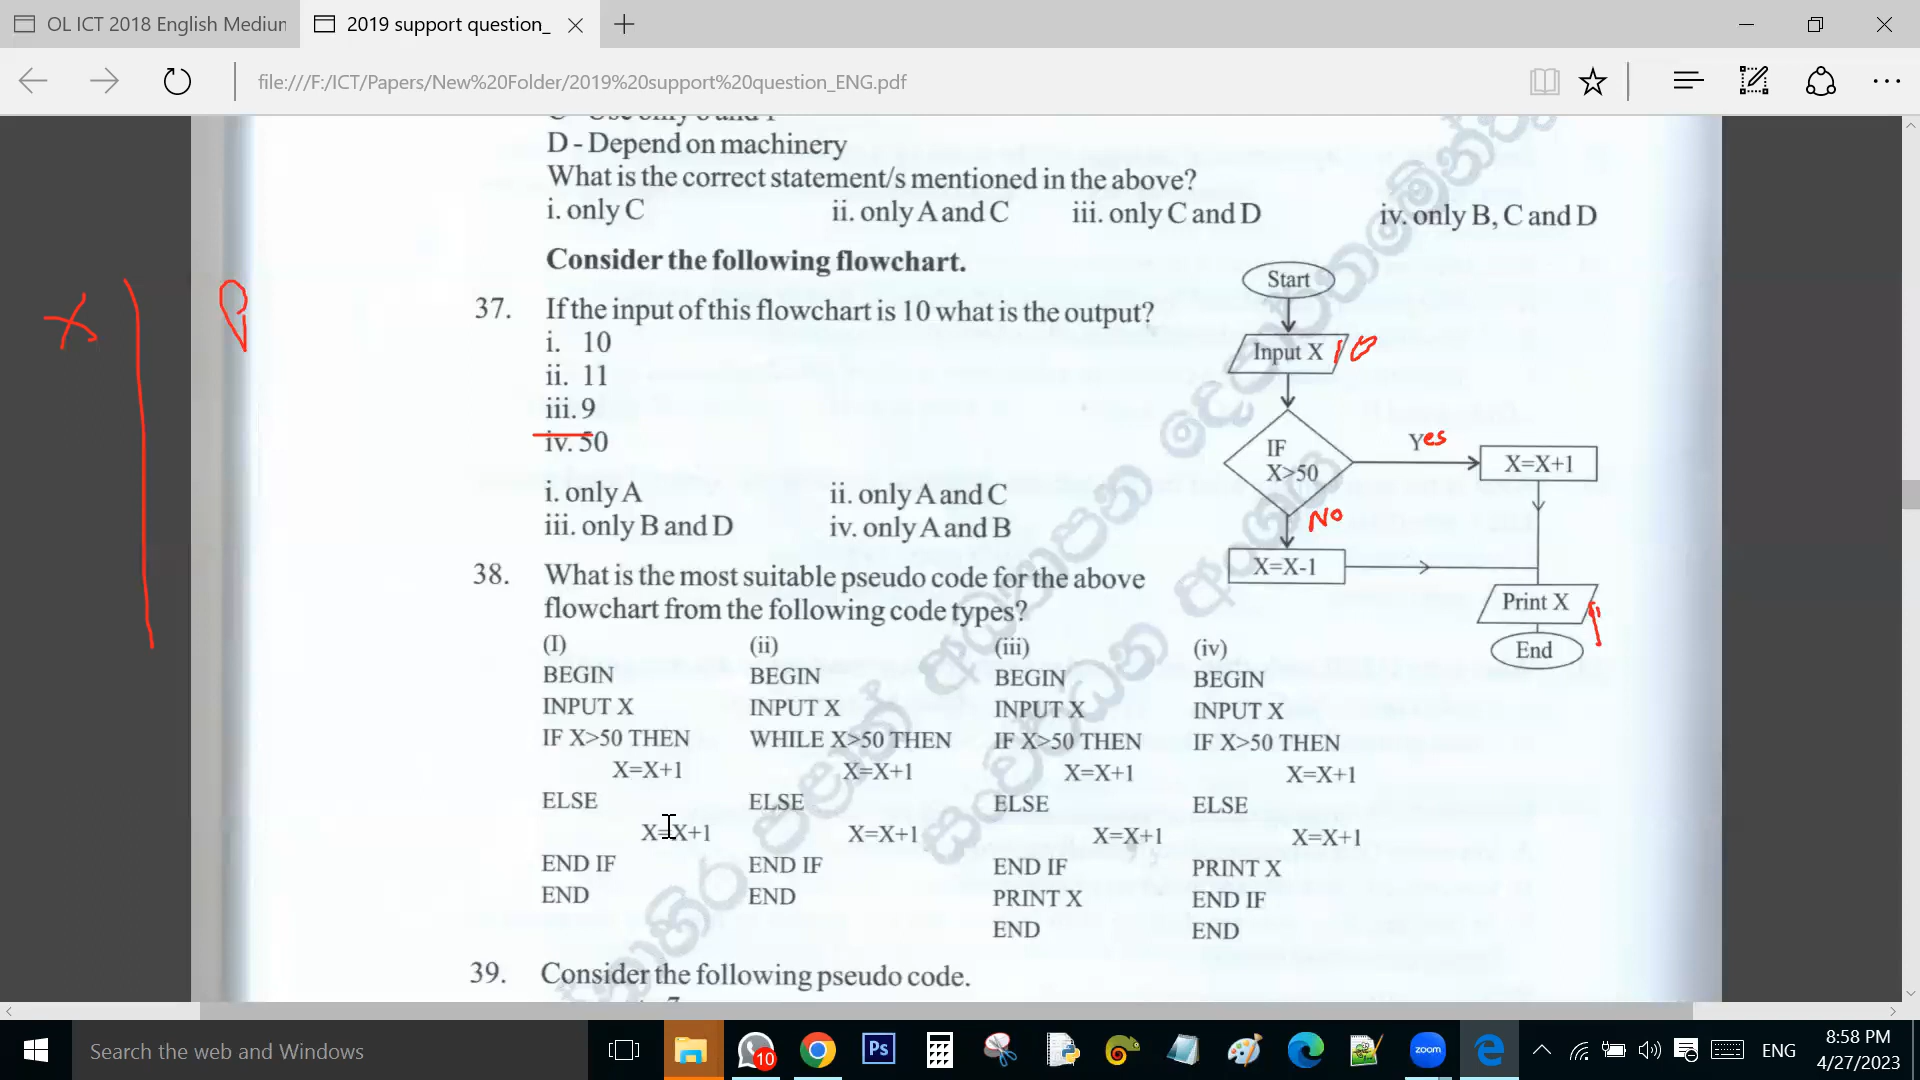 OL ICT 2018 English Medium
2019 support question_
file:///F:/ICT/Papers/New%20Folder/2019%20support%20question_ENG.pdf
D - Depend on machinery
What is the correct statement/s mentioned in the above?
i. only C ii. only A and C iii. only C and D iv. only B, C and D
Consider the following flowchart.
37. If the input of this flowchart is 10 what is the output?
i. 10
ii. 11
iii. 9
iv. 50
i. only A ii. only A and C
iii. only B and D iv. only A and B
Start
Input X 10
IF
X>50
Yes
X=X+1
No
X=X-1
Print X
End
X
38. What is the most suitable pseudo code for the above
flowchart from the following code types?
(I)
BEGIN
INPUT X
IF X>50 THEN
X=X+1
ELSE
X=X+1
END IF
END
(ii)
BEGIN
INPUT X
WHILE X>50 THEN
X=X+1
ELSE
X=X+1
END IF
END
(iii)
BEGIN
INPUT X
IF X>50 THEN
X=X+1
ELSE
X=X+1
END IF
PRINT X
END
(iv)
BEGIN
INPUT X
IF X>50 THEN
X=X+1
ELSE
X=X+1
PRINT X
END IF
END
39. Consider the following pseudo code.
Search the web and Windows
10
Ps
zoom
ENG
8:58 PM
4/27/2023